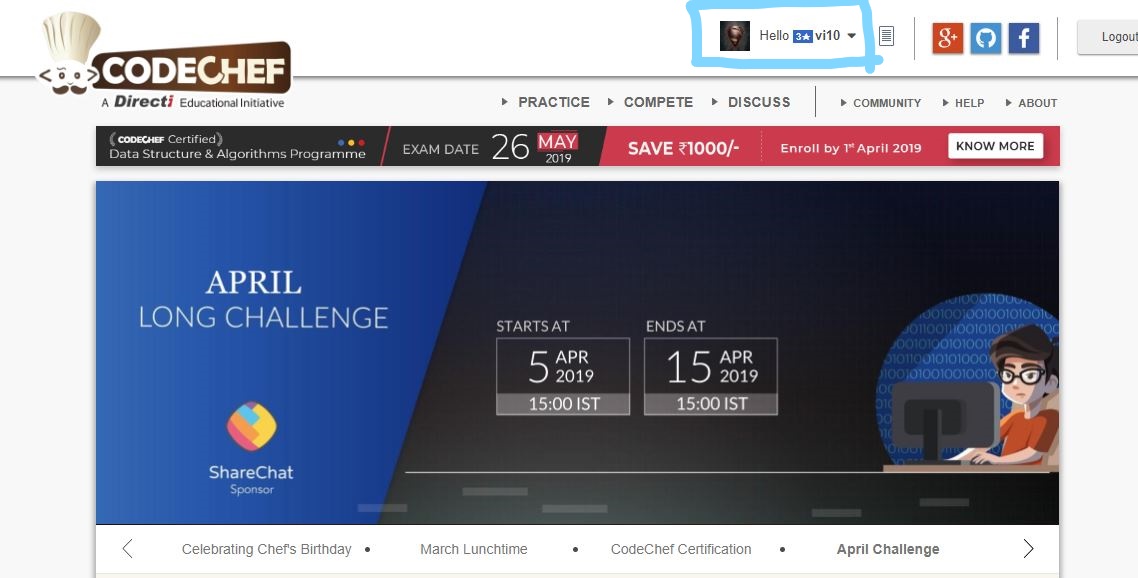 Hello 3★ vi10
g+
f
Logout
CODECHEF
A Directi Educational Initiative
PRACTICE COMPETE DISCUSS COMMUNITY HELP ABOUT
CODECHEF Certified
Data Structure & Algorithms Programme
EXAM DATE 26 MAY
2019
SAVE ₹1000/-
Enroll by 1st April 2019
KNOW MORE
APRIL
LONG CHALLENGE
STARTS AT
5 APR
2019
15:00 IST
ENDS AT
15 APR
2019
15:00 IST
ShareChat
Sponsor
Celebrating Chef's Birthday • March Lunchtime • CodeChef Certification • April Challenge